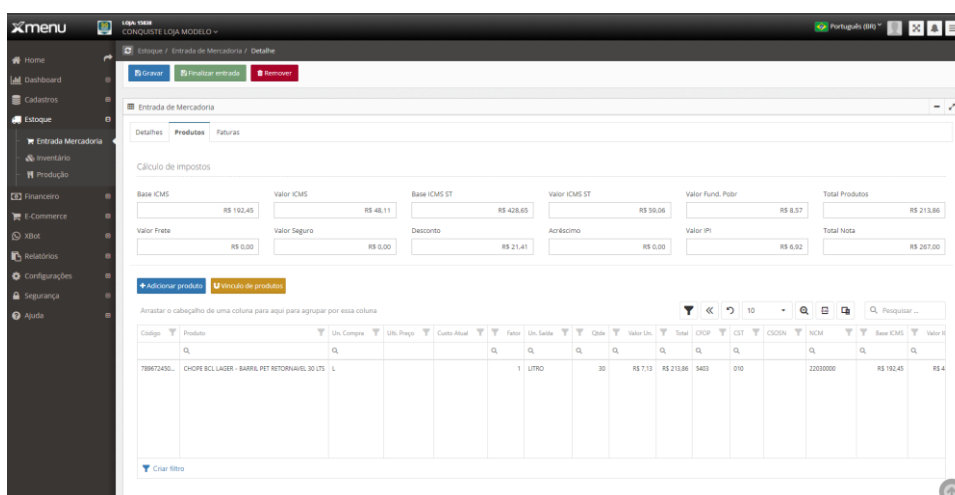 xmenu
LOJA: 15838
CONQUISTE LOJA MODELO
Português (BR)
Estoque / Entrada de Mercadoria / Detalhe
Home
Dashboard
Cadastros
Estoque
Entrada Mercadoria
Inventário
Produção
Financeiro
E-Commerce
XBot
Relatórios
Configurações
Segurança
Ajuda
Gravar Finalizar entrada Remover
Entrada de Mercadoria
Detalhes Produtos Faturas
Cálculo de impostos
Base ICMS Valor ICMS Base ICMS ST Valor ICMS ST Valor Fund. Pobr Total Produtos
R$ 192,45 R$ 48,11 R$ 428,65 R$ 59,06 R$ 8,57 R$ 213,86
Valor Frete Valor Seguro Desconto Acréscimo Valor IPI Total Nota
R$ 0,00 R$ 0,00 R$ 21,41 R$ 0,00 R$ 6,92 R$ 267,00
Adicionar produto Vinculo de produtos
Arrastar o cabeçalho de uma coluna para aqui para agrupar por essa coluna 10 Pesquisar ...
Código Produto Un. Compra Ulti. Preço Custo Atual Fator Un. Saída Qtde Valor Un. Total CFOP CST CSOSN NCM Base ICMS Valor IC
789672450... CHOPE BCL LAGER - BARRIL PET RETORNAVEL 30 LTS L 1 LITRO 30 R$ 7,13 R$ 213,86 5403 010 22030000 R$ 192,45 R$ 4
Criar filtro